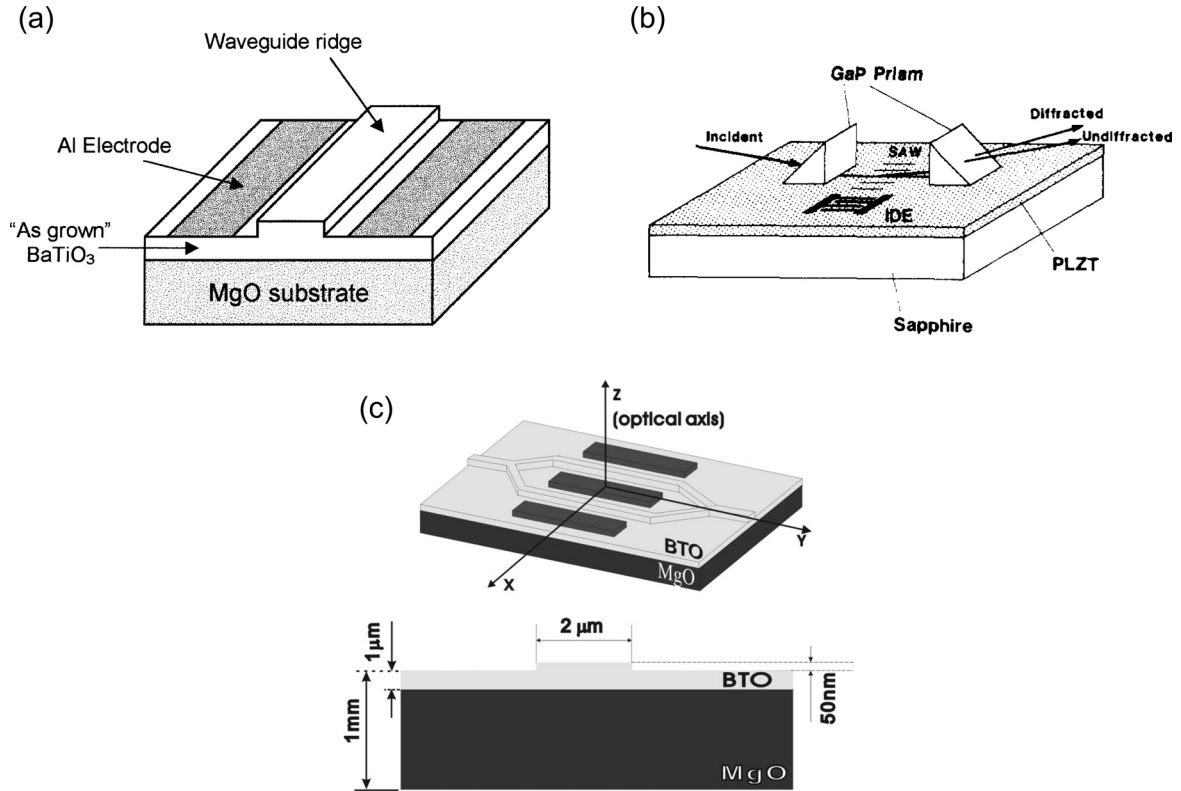 (a)
Waveguide ridge
Al Electrode
“As grown”
BaTiO₃
MgO substrate
(b)
GaP Prism
Incident
SAW
Diffracted
Undiffracted
IDE
PLZT
Sapphire
(c)
Z
(optical axis)
BTO
MgO
Y
X
2 μm
1μm
BTO
50nm
1mm
MgO